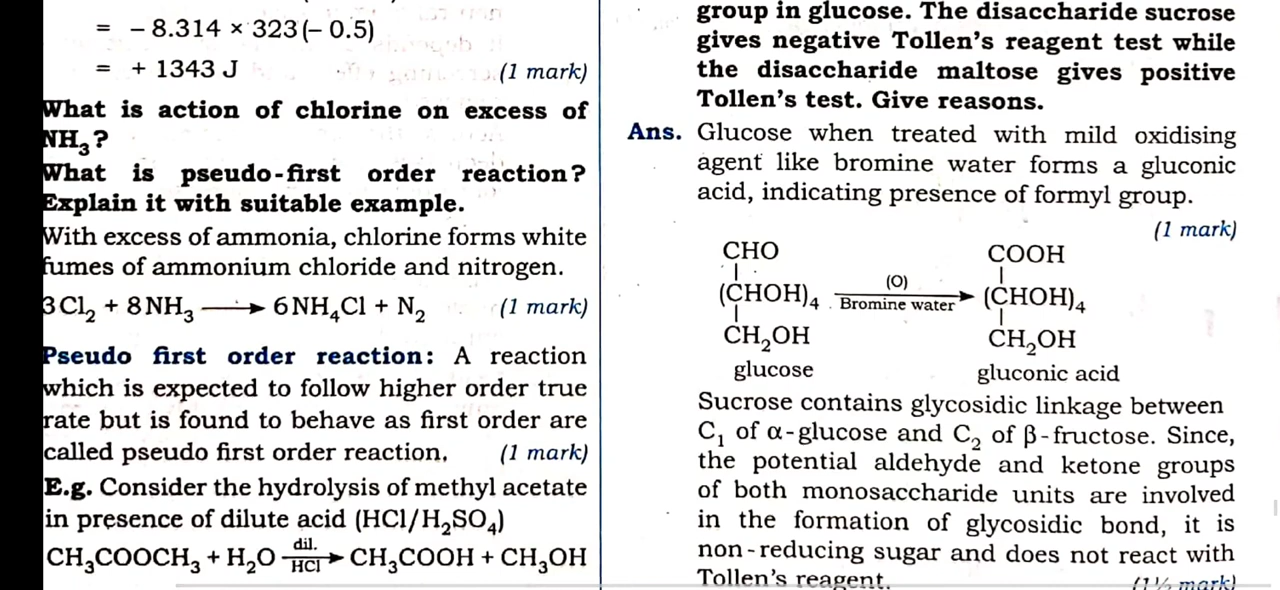 = – 8.314 × 323 (– 0.5)
= + 1343 J (1 mark)
What is action of chlorine on excess of
NH₃ ?
What is pseudo-first order reaction?
Explain it with suitable example.
With excess of ammonia, chlorine forms white
fumes of ammonium chloride and nitrogen.
3 Cl₂ + 8 NH₃ ⟶ 6 NH₄Cl + N₂ (1 mark)
Pseudo first order reaction: A reaction
which is expected to follow higher order true
rate but is found to behave as first order are
called pseudo first order reaction. (1 mark)
E.g. Consider the hydrolysis of methyl acetate
in presence of dilute acid (HCl/H₂SO₄)
dil.
CH₃COOCH₃ + H₂O ⟶ CH₃COOH + CH₃OH
HCl
group in glucose. The disaccharide sucrose
gives negative Tollen's reagent test while
the disaccharide maltose gives positive
Tollen's test. Give reasons.
Ans. Glucose when treated with mild oxidising
agent like bromine water forms a gluconic
acid, indicating presence of formyl group.
(1 mark)
CHO COOH
(CHOH)₄ (O) Bromine water (CHOH)₄
CH₂OH CH₂OH
glucose gluconic acid
Sucrose contains glycosidic linkage between
C₁ of α-glucose and C₂ of β-fructose. Since,
the potential aldehyde and ketone groups
of both monosaccharide units are involved
in the formation of glycosidic bond, it is
non-reducing sugar and does not react with
Tollen's reagent. (1½ mark)